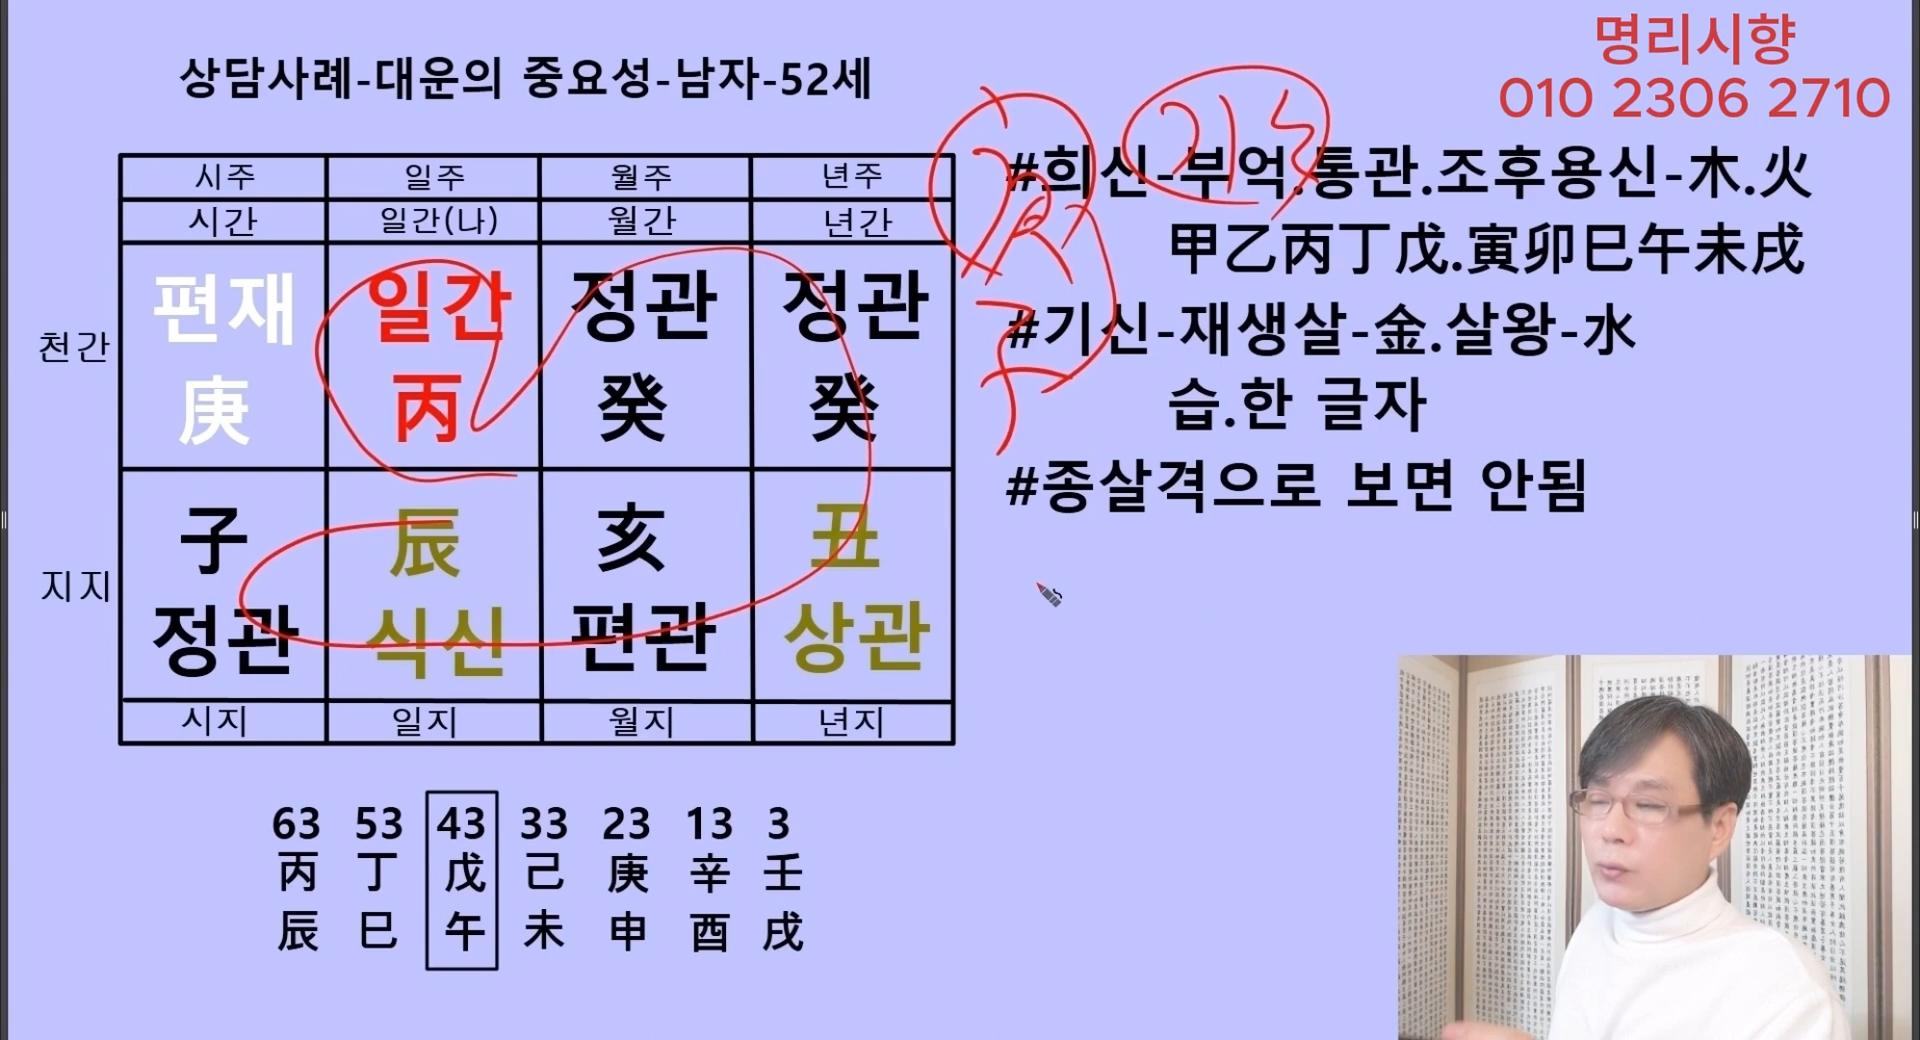 명리시향
010 2306 2710
상담사례-대운의 중요성-남자-52세
시주 일주 월주 년주
시간 일간(나) 월간 년간
천간
편재 일간 정관 정관
庚 丙 癸 癸
지지
子 辰 亥 丑
정관 식신 편관 상관
시지 일지 월지 년지
63 53 43 33 23 13 3
丙 丁 戊 己 庚 辛 壬
辰 巳 午 未 申 酉 戌
#희신-부억.통관.조후용신-木.火
甲乙丙丁戊.寅卯巳午未戌
#기신-재생살-金.살왕-水
습.한 글자
#종살격으로 보면 안됨